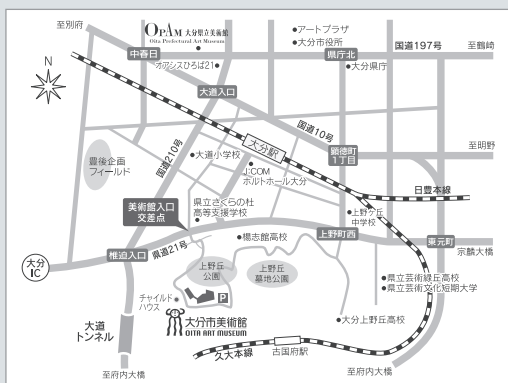 至別府
OPAM 大分県立美術館
Oita Prefectural Art Museum
アートプラザ
大分市役所
国道197号
至鶴崎
中春日
オアシスひろば21
県庁北
大分県庁
N
大道入口
国道10号
大分駅
顕徳町
1丁目
至明野
豊後企画
フィールド
国道210号
大道小学校
J:COM
ホルトホール大分
日豊本線
美術館入口
交差点
県立さくらの杜
高等支援学校
上野ヶ丘
中学校
大分
IC
椎迫入口
県道21号
楊志館高校
上野町西
東元町
宗麟大橋
上野丘
公園
上野丘
墓地公園
県立芸術緑丘高校
県立芸術文化短期大学
チャイルド
ハウス
P
大分市美術館
OITA ART MUSEUM
大分上野丘高校
大道
トンネル
古国府駅
久大本線
至府内大橋
至府内大橋